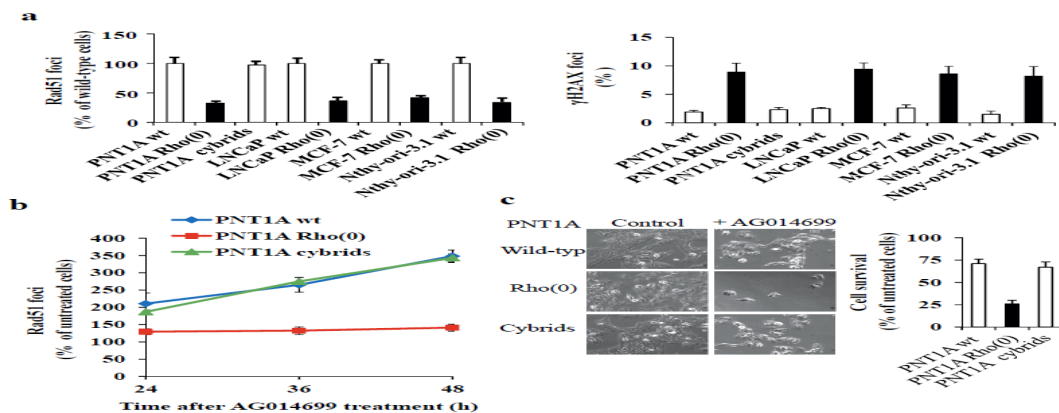 a
Rad51 foci
(% of wild-type cells)
150
100
50
0
PNT1A wt
PNT1A Rho(0)
PNT1A cybrids
LNCaP wt
LNCaP Rho(0)
MCF-7 wt
MCF-7 Rho(0)
Nthy-ori-3.1 wt
Nthy-ori-3.1 Rho(0)
γH2AX foci
(%)
15
10
5
0
PNT1A wt
PNT1A Rho(0)
PNT1A cybrids
LNCaP wt
LNCaP Rho(0)
MCF-7 wt
MCF-7 Rho(0)
Nthy-ori-3.1 wt
Nthy-ori-3.1 Rho(0)
b
PNT1A wt
PNT1A Rho(0)
PNT1A cybrids
Rad51 foci
(% of untreated cells)
400
350
300
250
200
150
100
50
0
24
36
48
Time after AG014699 treatment (h)
c
PNT1A
Control
+ AG014699
Wild-typ
Rho(0)
Cybrids
Cell survival
(% of untreated cells)
100
75
50
25
0
PNT1A wt
PNT1A Rho(0)
PNT1A cybrids